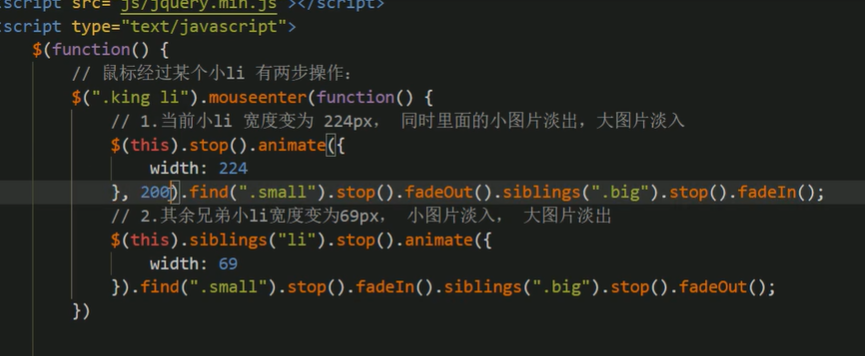 script src="js/jquery.min.js"></script>
script type="text/javascript">
$(function() {
// 鼠标经过某个小li 有两步操作：
$(".king li").mouseenter(function() {
// 1.当前小li 宽度变为 224px， 同时里面的小图片淡出，大图片淡入
$(this).stop().animate({
width: 224
}, 200).find(".small").stop().fadeOut().siblings(".big").stop().fadeIn();
// 2.其余兄弟小li宽度变为69px， 小图片淡入， 大图片淡出
$(this).siblings("li").stop().animate({
width: 69
}).find(".small").stop().fadeIn().siblings(".big").stop().fadeOut();
})